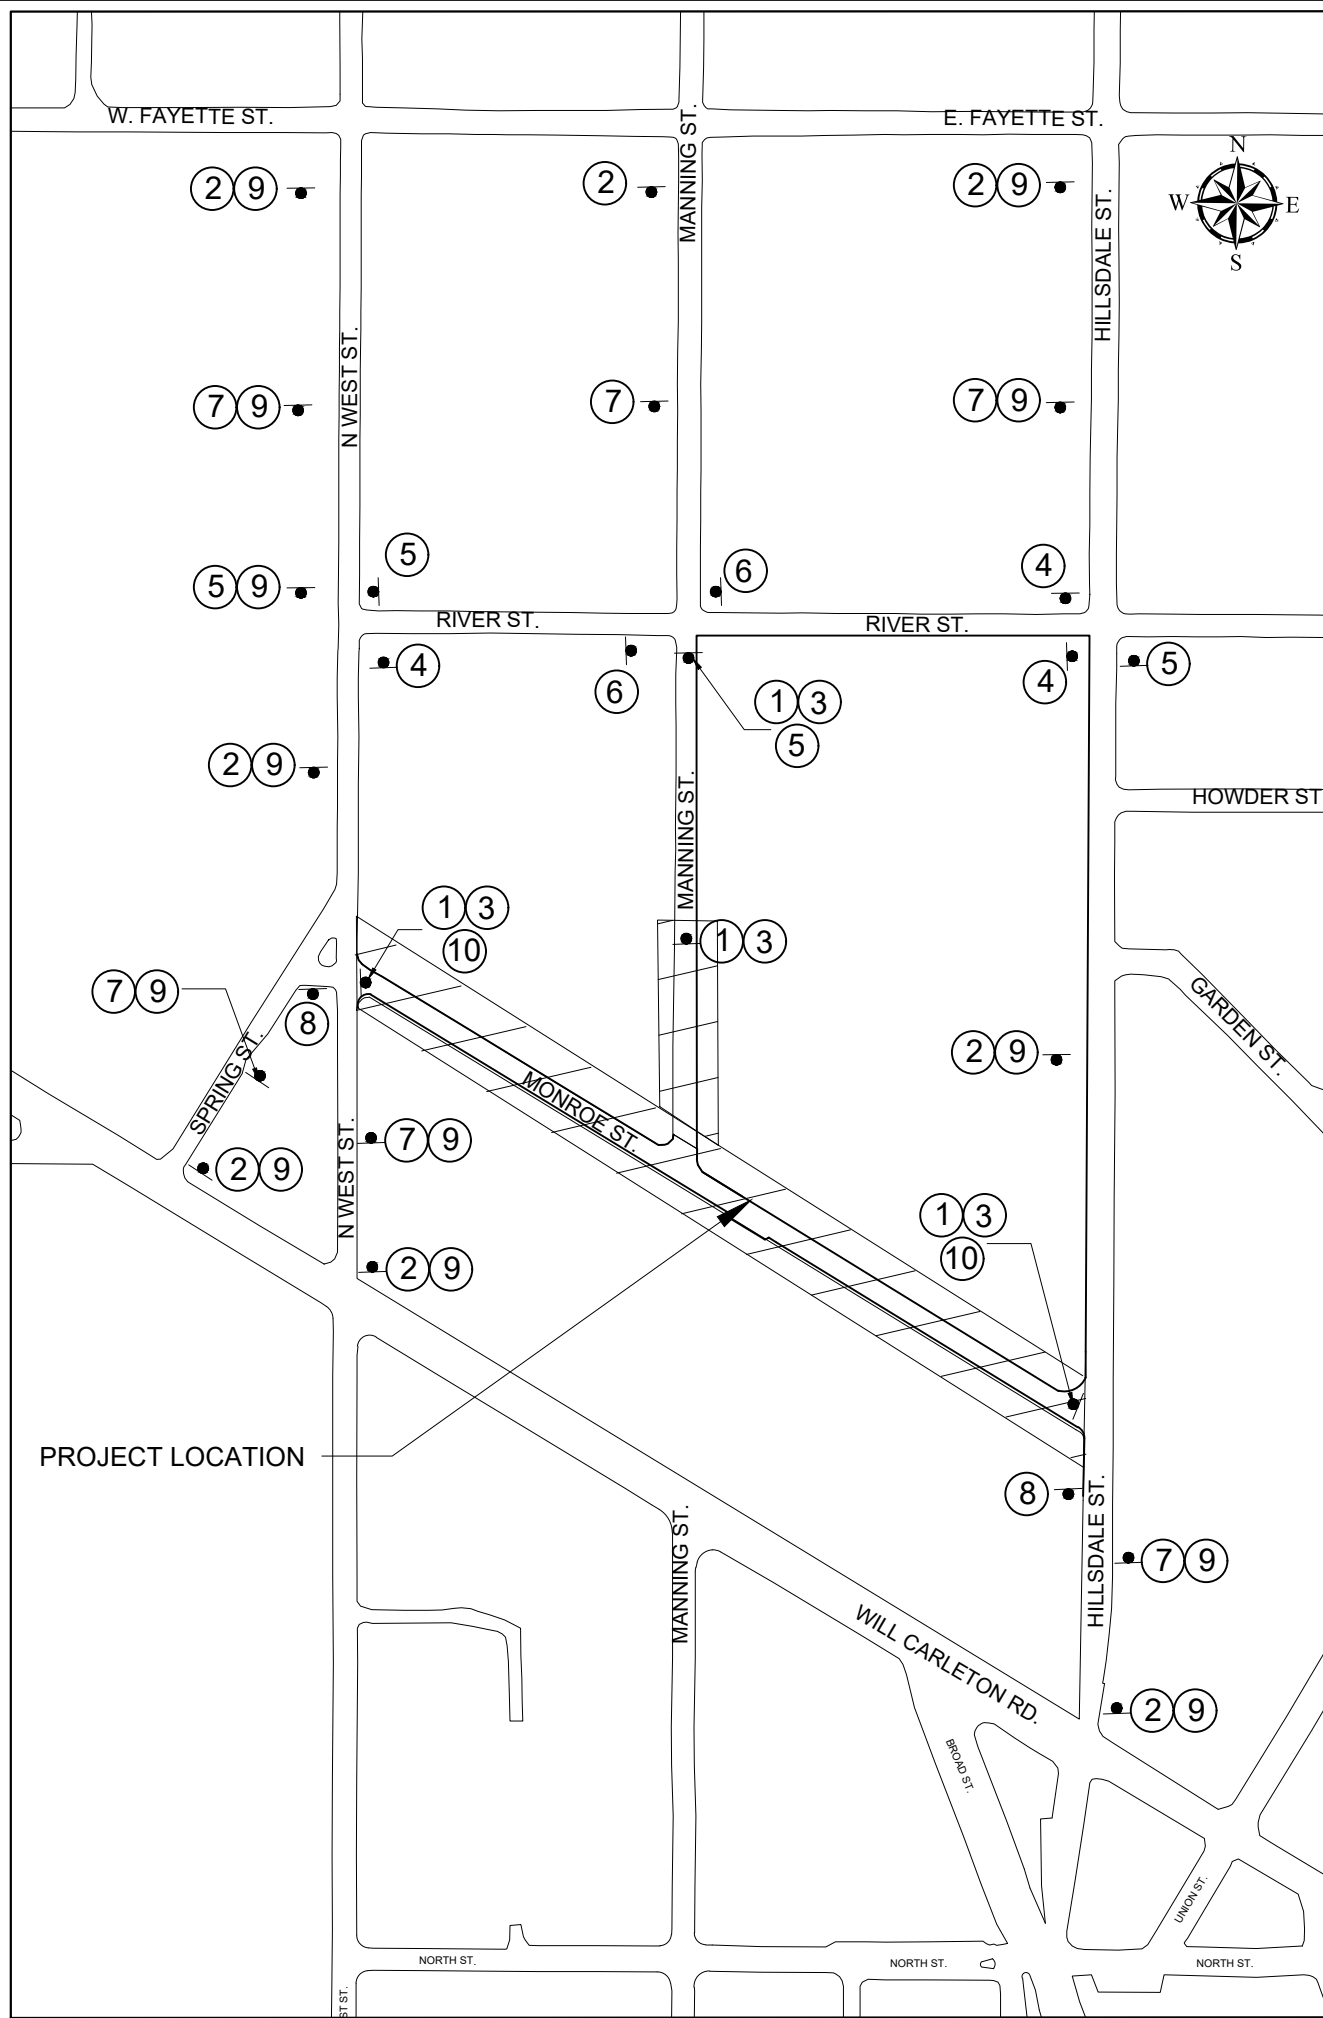 W. FAYETTE ST.
MANNING ST.
E. FAYETTE ST.
N
W
E
S
2 9
2
2 9
HILLSDALE ST.
N WEST ST.
7 9
7
7 9
5
6
4
5 9
RIVER ST.
RIVER ST.
4
6
4
5
1 3
5
2 9
MANNING ST.
HOWDER ST
1 3
10
1 3
7 9
8
GARDEN ST.
SPRING ST.
2 9
MONROE ST.
7 9
N WEST ST.
2 9
1 3
10
2 9
PROJECT LOCATION
8
HILLSDALE ST.
MANNING ST.
7 9
WILL CARLETON RD.
2 9
BROAD ST.
UNION ST.
NORTH ST.
NORTH ST.
NORTH ST.
ST ST.